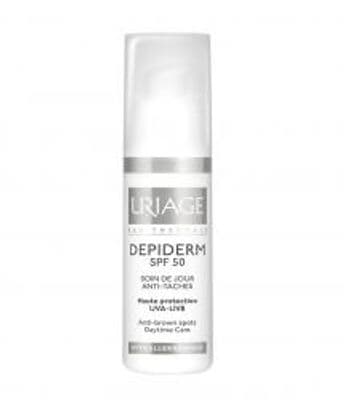 URIAGE
EAU THERMALE
DEPIDERM
SPF 50
SOIN DE JOUR
ANTI-TACHES
Haute protection
UVA-UVB
Anti-brown spots
Daytime Care
HYPOALLERGENIQUE